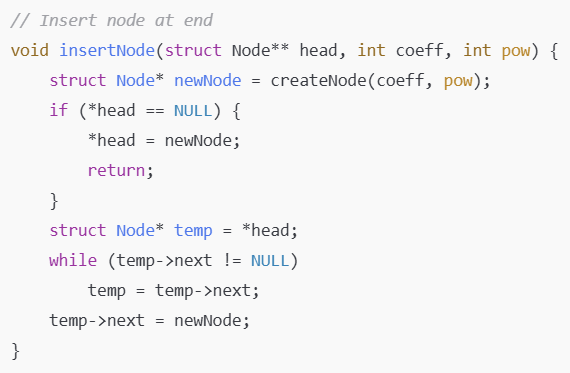 // Insert node at end
void insertNode(struct Node** head, int coeff, int pow) {
    struct Node* newNode = createNode(coeff, pow);
    if (*head == NULL) {
        *head = newNode;
        return;
    }
    struct Node* temp = *head;
    while (temp->next != NULL)
        temp = temp->next;
    temp->next = newNode;
}